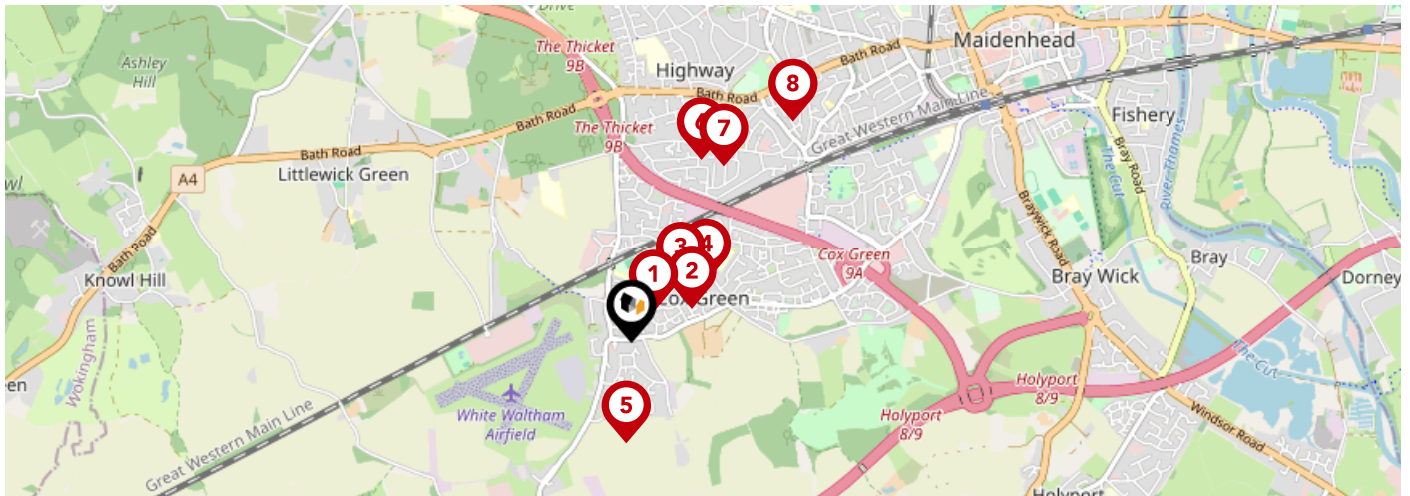 Drive
The Thicket
9B
Ashley
Hill
Highway
8
Bath Road
Maidenhead
Bath Road
7
Bath Road
Great Western Main Line
Fishery
The Thicket
9B
Bath Road
Littlewick Green
A4
The Cut
Bray Road
River Thames
Bath Road
Knowl Hill
Braywick Road
3
4
1
2
Cox Green
9A
Bray Wick
Bray
Dorney
Cox Green
Wokingham
een
White Waltham
Airfield
5
Great Western Main Line
The Cut
Holyport
8/9
Holyport
8/9
Windsor Road
Holyport